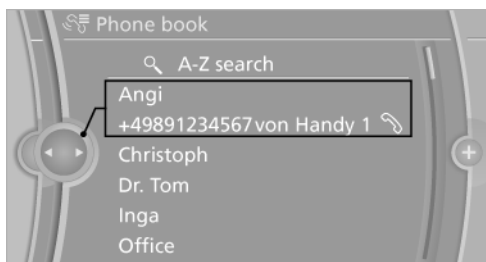 Phone book
A-Z search
Angi
+49891234567 von Handy 1
Christoph
Dr. Tom
Inga
Office